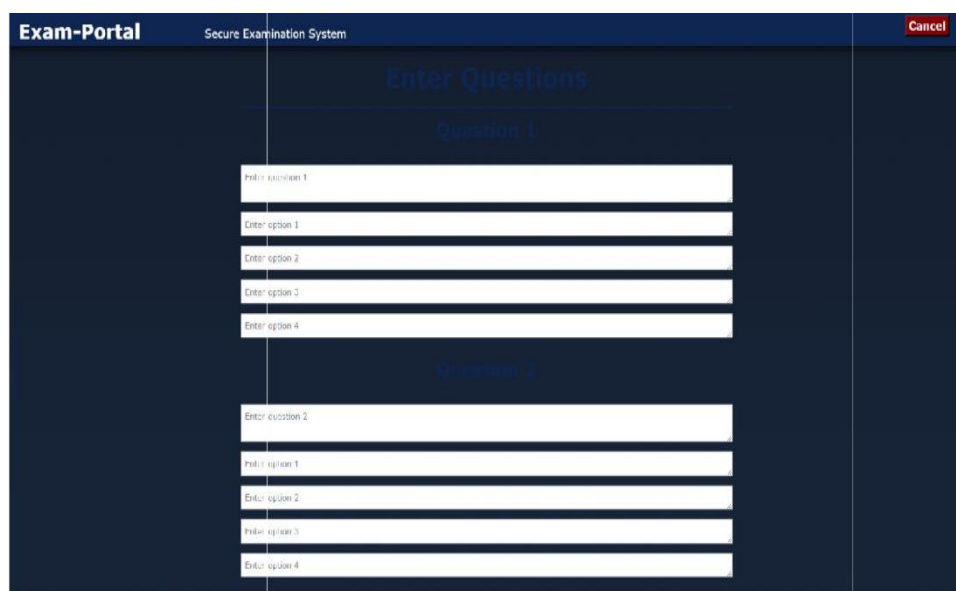 Exam-Portal Secure Examination System Cancel
Enter Questions
Question 1
Enter question 1
Enter option 1
Enter option 2
Enter option 3
Enter option 4
Question 2
Enter question 2
Enter option 1
Enter option 2
Enter option 3
Enter option 4